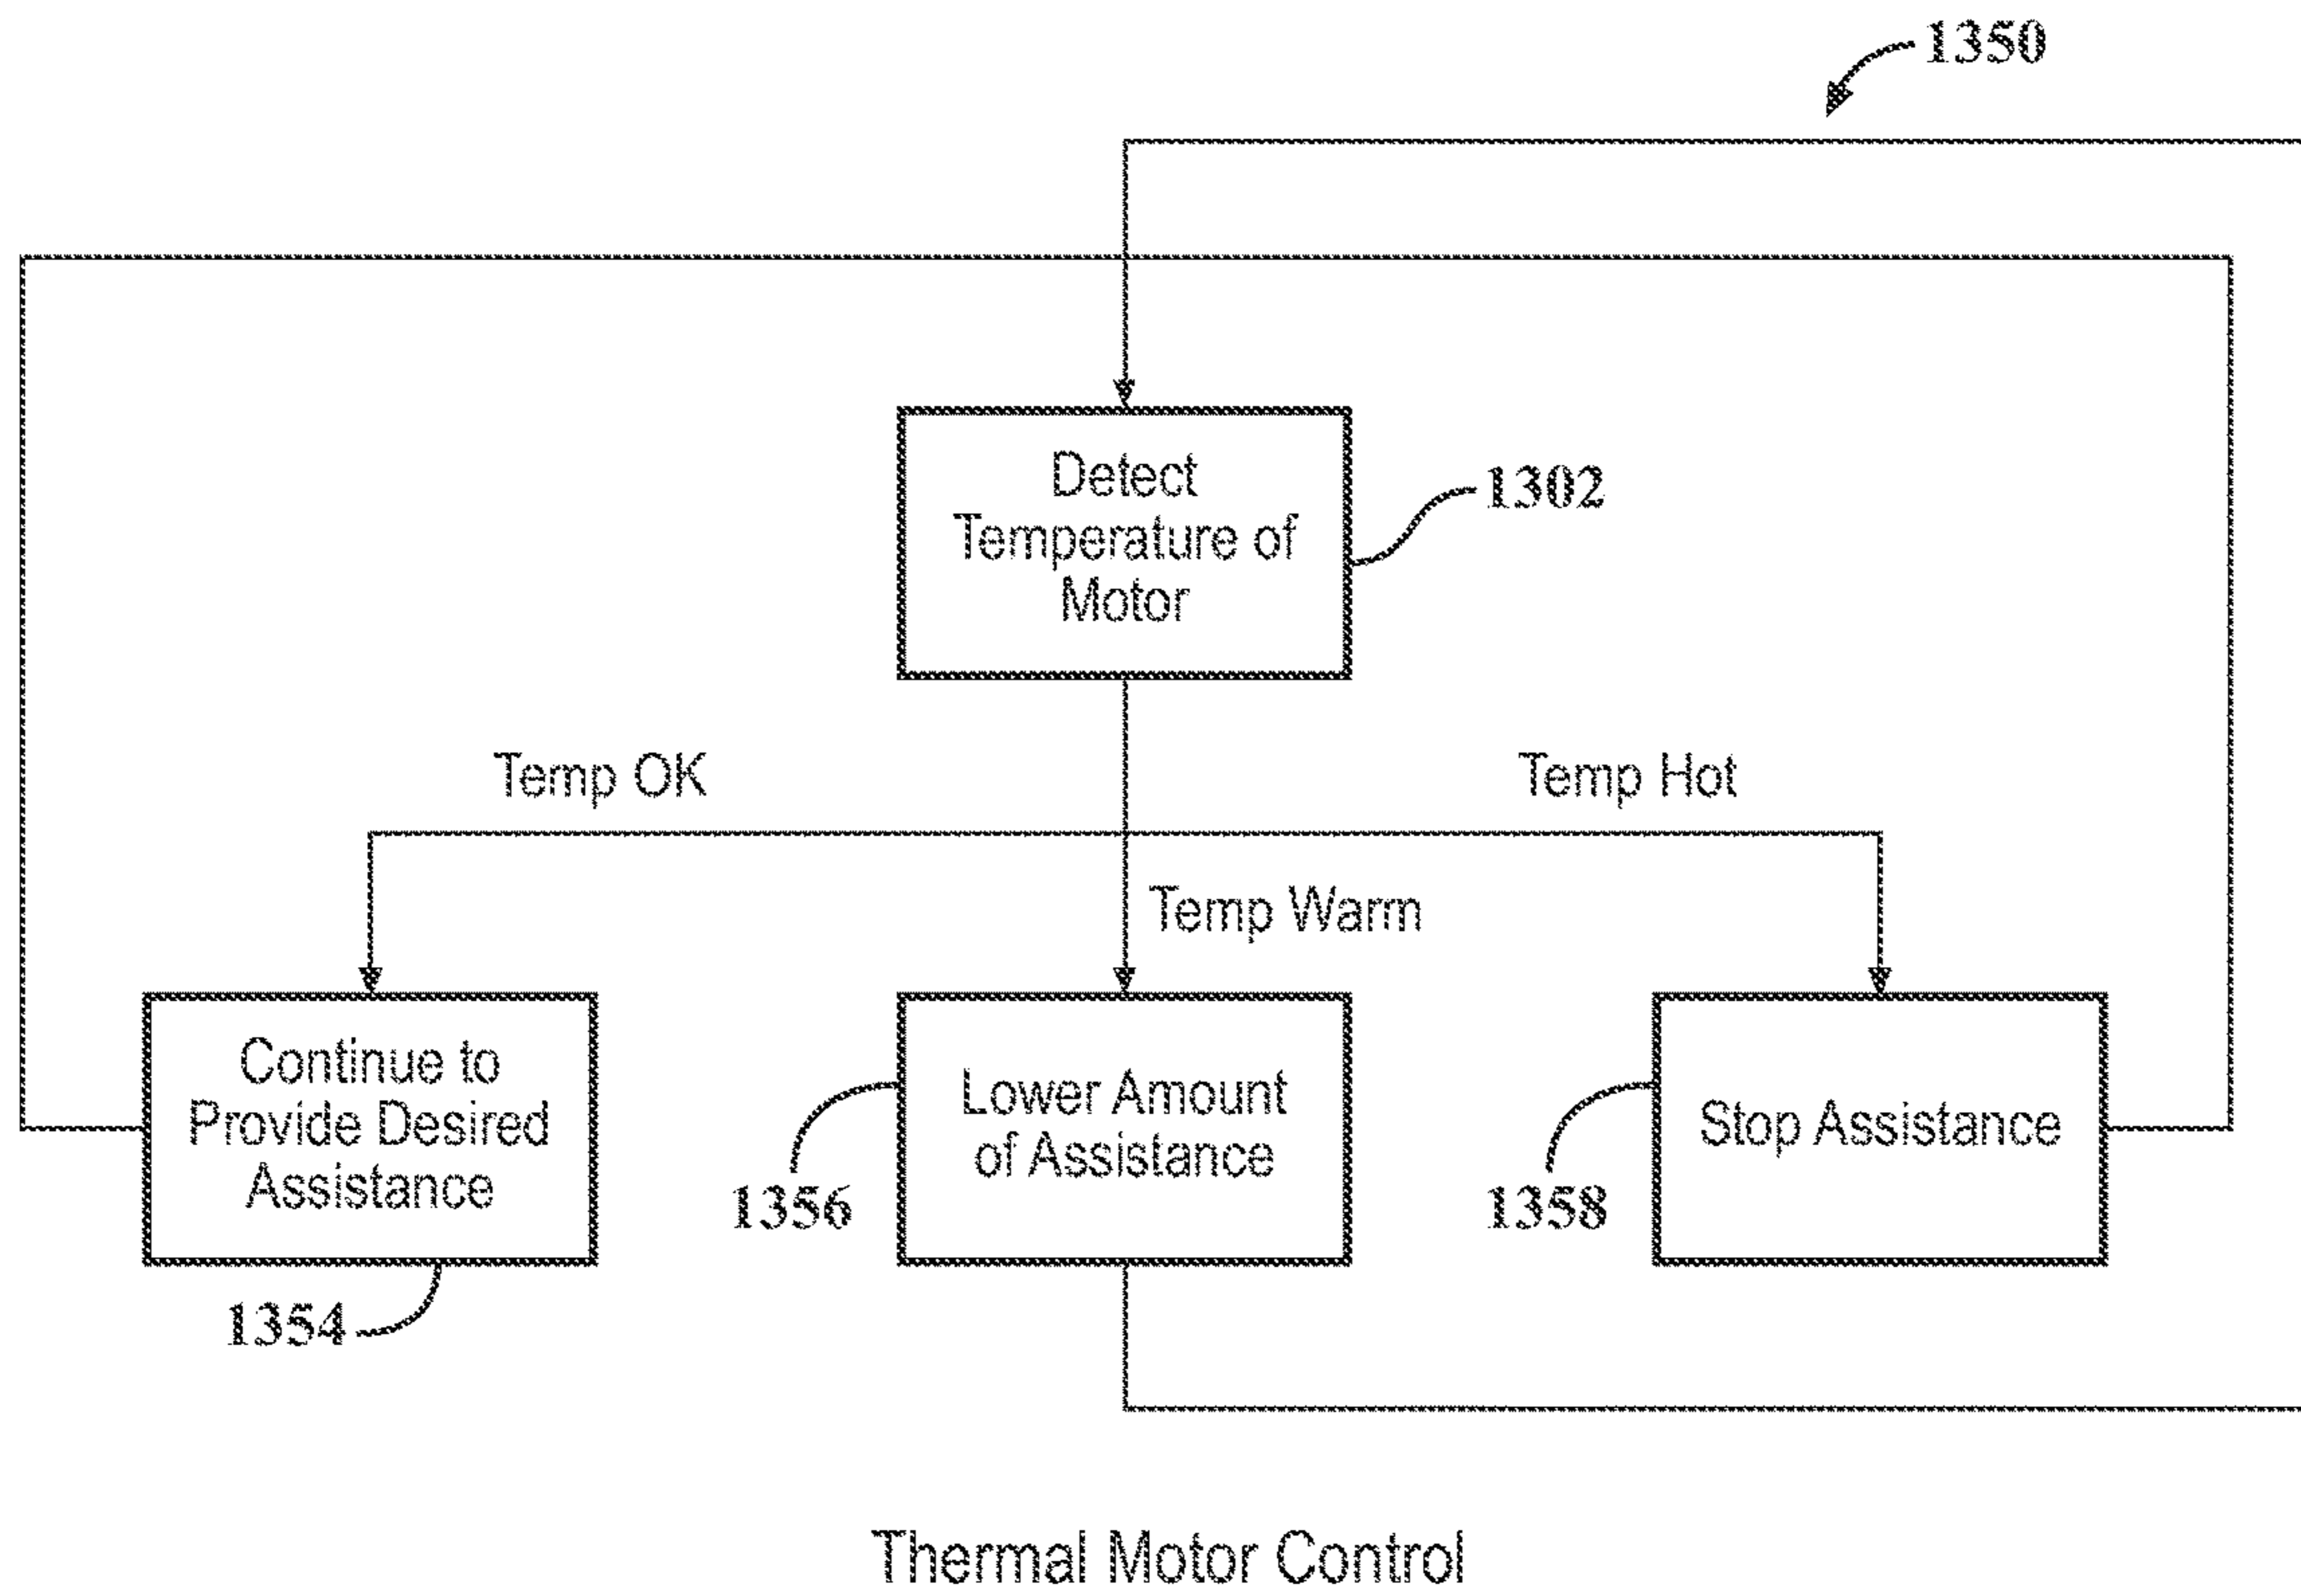 1350
Detect
Temperature of
Motor
1302
Temp OK
Temp Hot
Temp Warm
Continue to
Provide Desired
Assistance
1354
Lower Amount
of Assistance
1356
Stop Assistance
1358
Thermal Motor Control